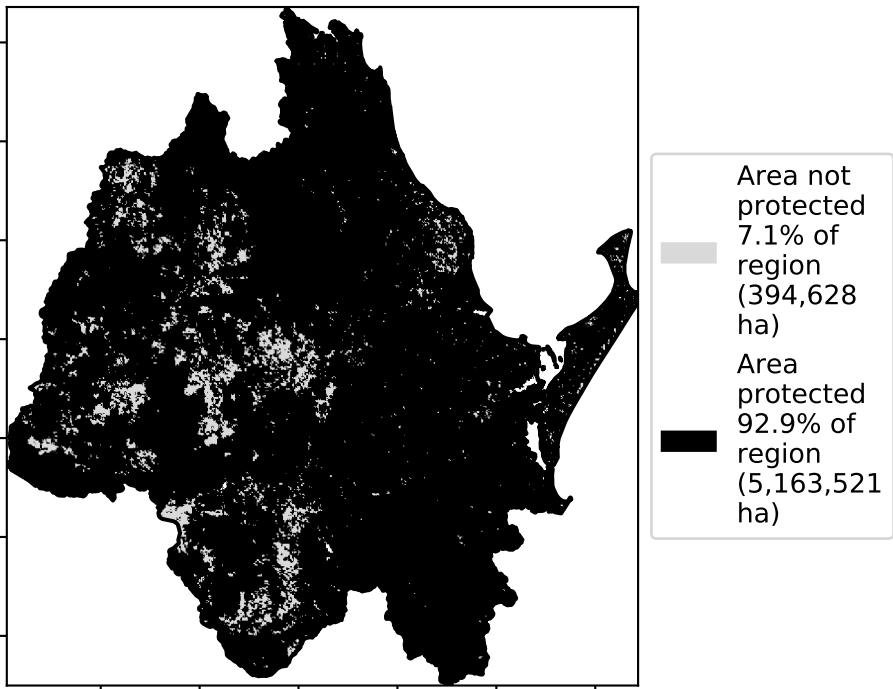 Area not
protected
7.1% of
region
(394,628
ha)
Area
protected
92.9% of
region
(5,163,521
ha)